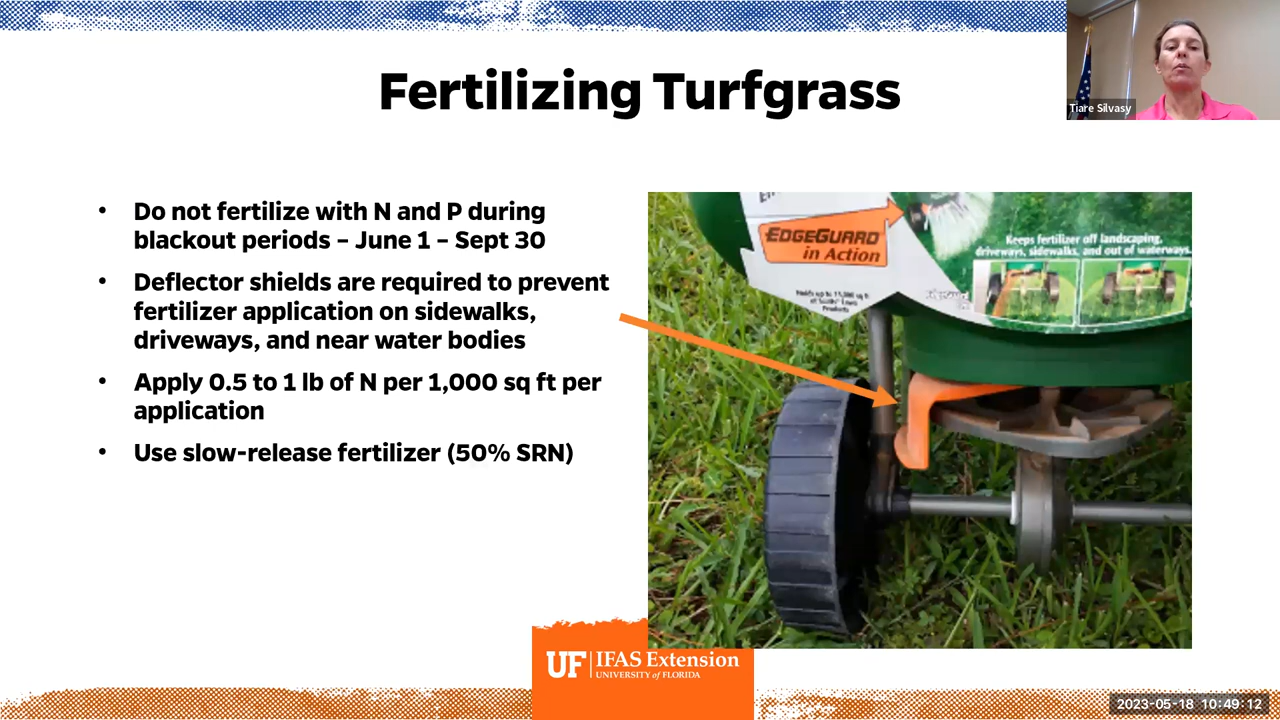 Fertilizing Turfgrass
Tiare Silvasy
• Do not fertilize with N and P during
blackout periods – June 1 – Sept 30
• Deflector shields are required to prevent
fertilizer application on sidewalks,
driveways, and near water bodies
• Apply 0.5 to 1 lb of N per 1,000 sq ft per
application
• Use slow-release fertilizer (50% SRN)
EDGEGUARD
in Action
Keeps fertilizer off landscaping,
driveways, sidewalks, and out of waterways.
Products
UF IFAS Extension
UNIVERSITY of FLORIDA
2023-05-18 10:49:12